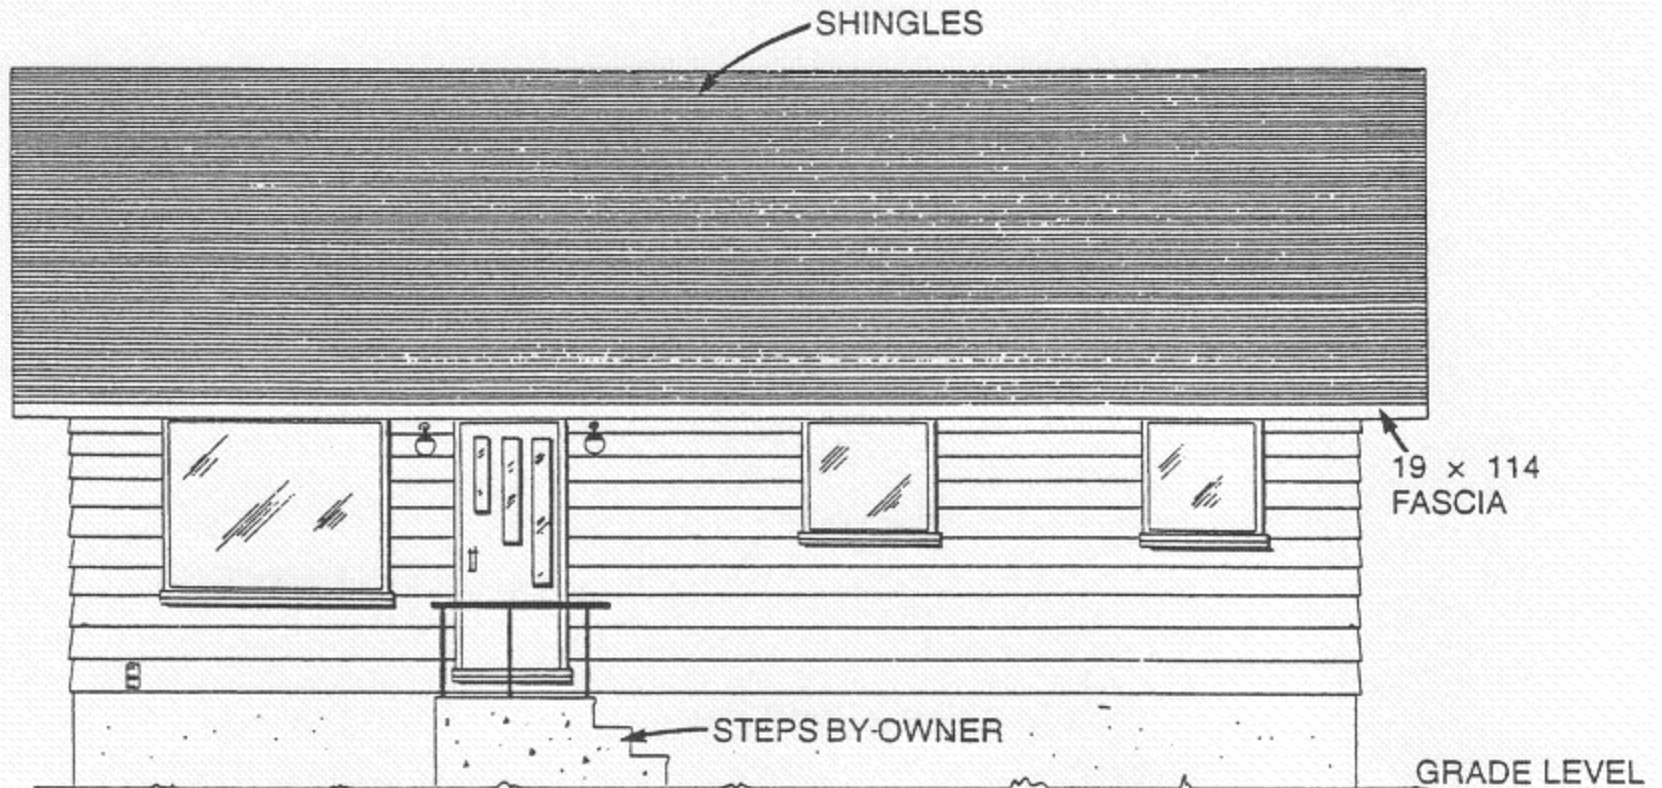 SHINGLES
19 x 114
FASCIA
STEPS BY-OWNER
GRADE LEVEL